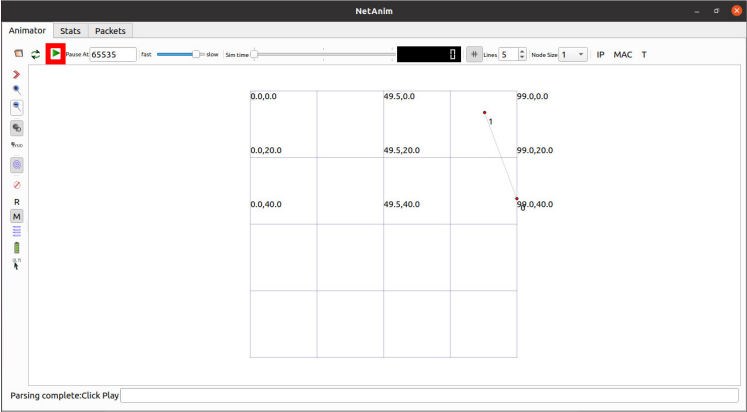 NetAnim
Animator Stats Packets
Pause At 65535 fast slow Sim time 0 Lines 5 Node Size 1 IP MAC T
R
M
0.0,0.0 49.5,0.0 99.0,0.0
1
0.0,20.0 49.5,20.0 99.0,20.0
0.0,40.0 49.5,40.0 99.0,40.0
0
Parsing complete:Click Play